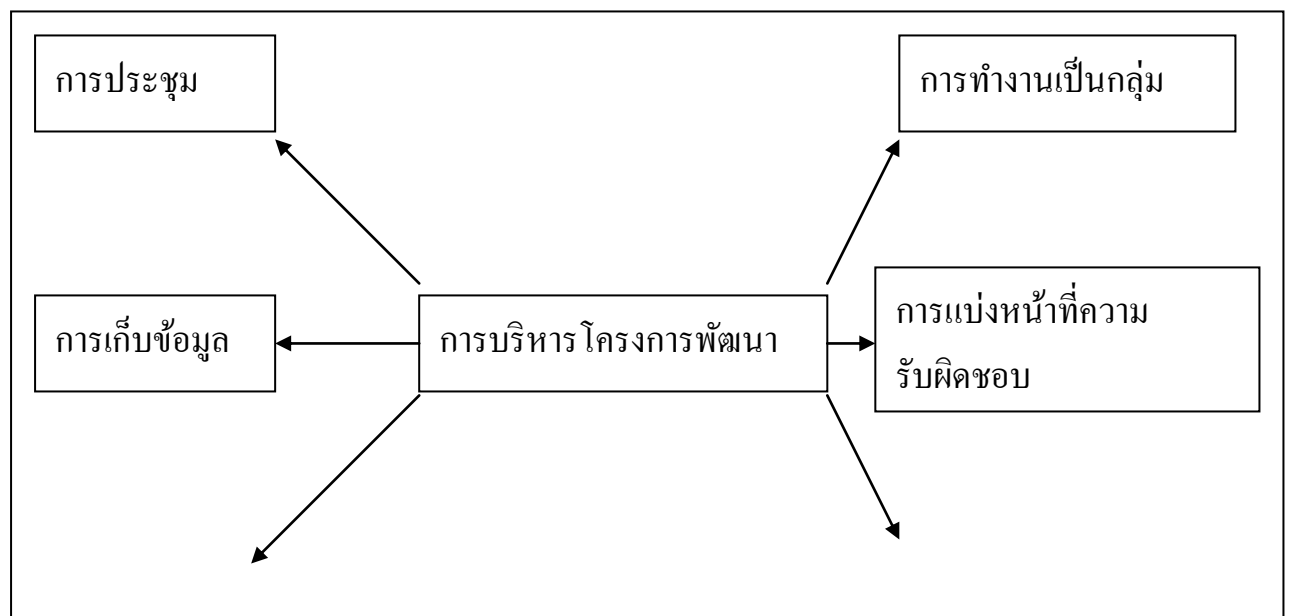 การประชุม
การทำงานเป็นกลุ่ม
การเก็บข้อมูล
การบริหารโครงการพัฒนา
การแบ่งหน้าที่ความ
รับผิดชอบ